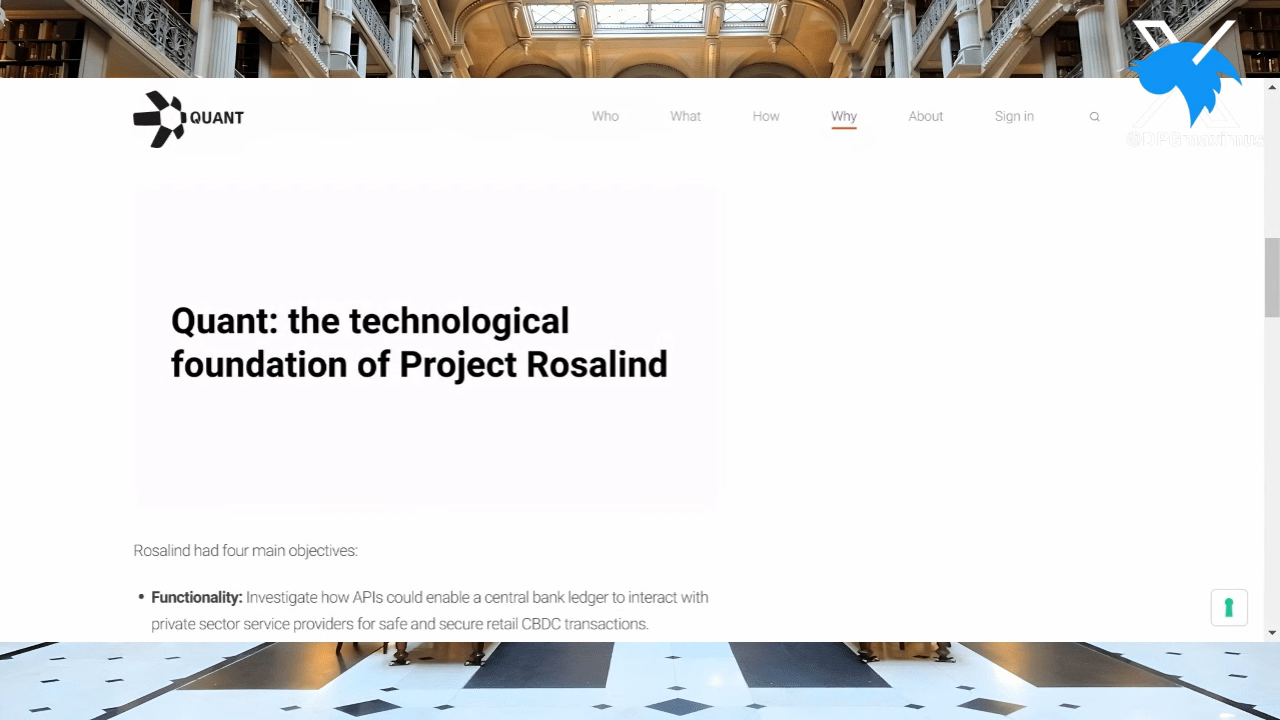 QUANT
Who
What
How
Why
About
Sign in
@DFGmaximus
Quant: the technological
foundation of Project Rosalind
Rosalind had four main objectives:
• Functionality: Investigate how APIs could enable a central bank ledger to interact with
private sector service providers for safe and secure retail CBDC transactions.